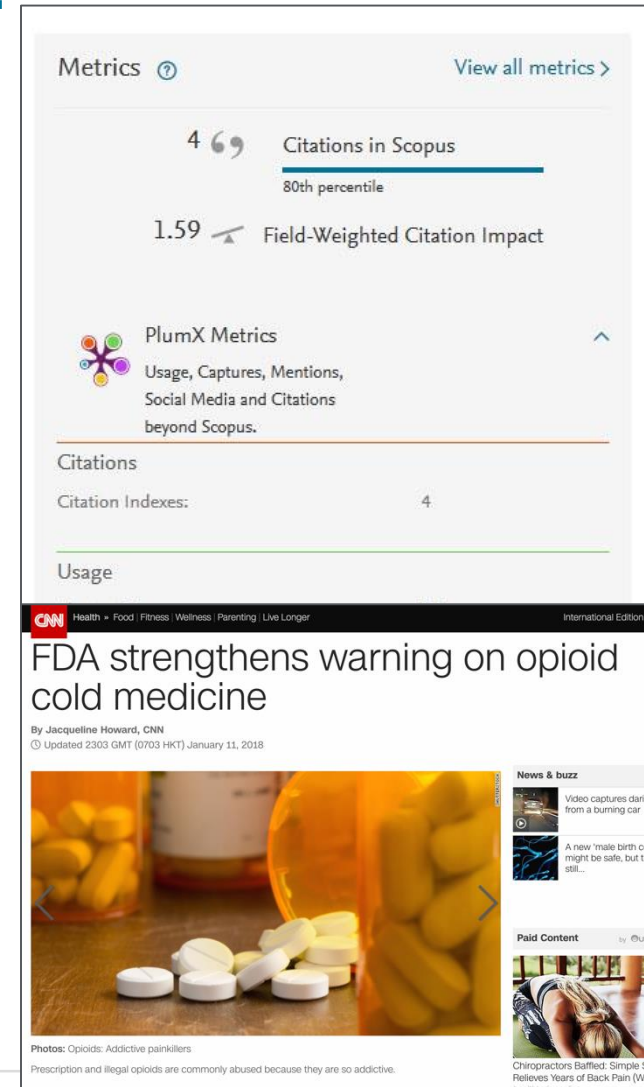 Metrics ?
View all metrics >
4
Citations in Scopus
80th percentile
1.59
Field-Weighted Citation Impact
PlumX Metrics
Usage, Captures, Mentions,
Social Media and Citations
beyond Scopus.
Citations
Citation Indexes: 4
Usage
CNN Health » Food | Fitness | Wellness | Parenting | Live Longer
International Edition
FDA strengthens warning on opioid
cold medicine
By Jacqueline Howard, CNN
Updated 2303 GMT (0703 HKT) January 11, 2018
Photos: Opioids: Addictive painkillers
Prescription and illegal opioids are commonly abused because they are so addictive.
News & buzz
Video captures
from a burning car
A new 'male birth
might be safe, but
still...
Paid Content
by
Chiropractors Baffled: Simple
Relieves Years of Back Pain